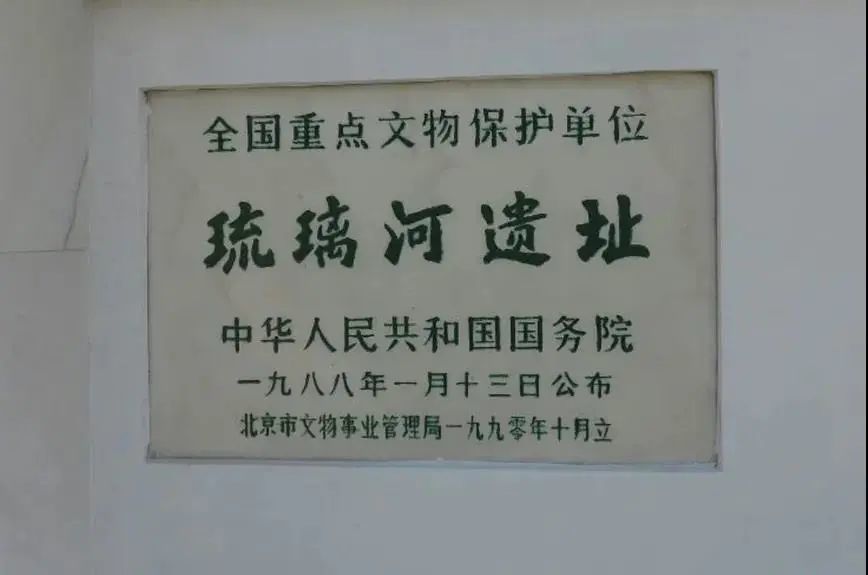 全国重点文物保护单位
琉璃河遗址
中华人民共和国国务院
一九八八年一月十三日公布
北京市文物事业管理局一九九零年十月立